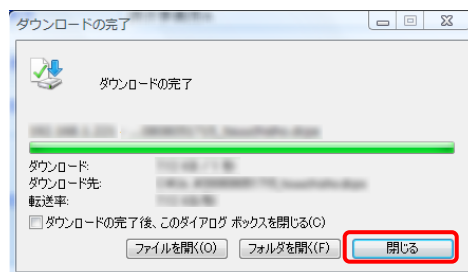 ダウンロードの完了
ダウンロードの完了
ダウンロード:
ダウンロード先:
転送率:
ダウンロードの完了後、このダイアログ ボックスを閉じる(C)
ファイルを開く(O) フォルダを開く(F) 閉じる